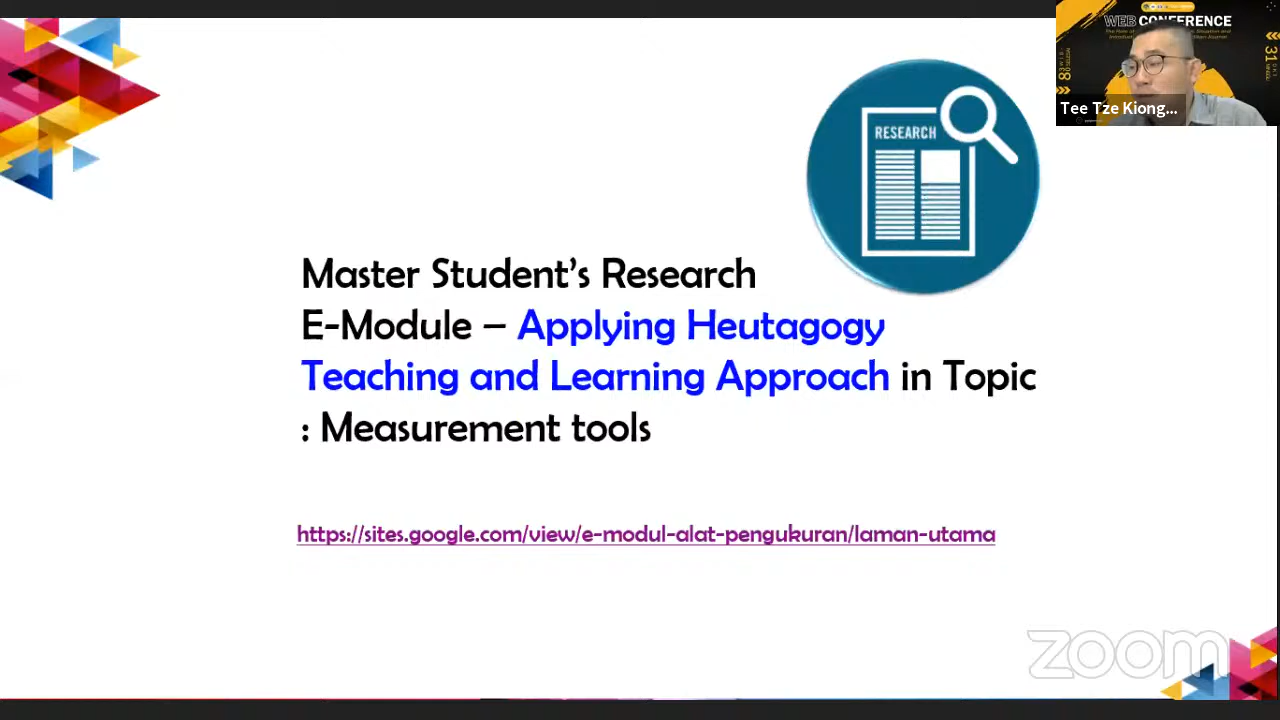 WEB CONFERENCE
Tee Tze Kiong...
RESEARCH
Master Student's Research
E-Module – Applying Heutagogy
Teaching and Learning Approach in Topic
: Measurement tools
https://sites.google.com/view/e-modul-alat-pengukuran/laman-utama
zoom